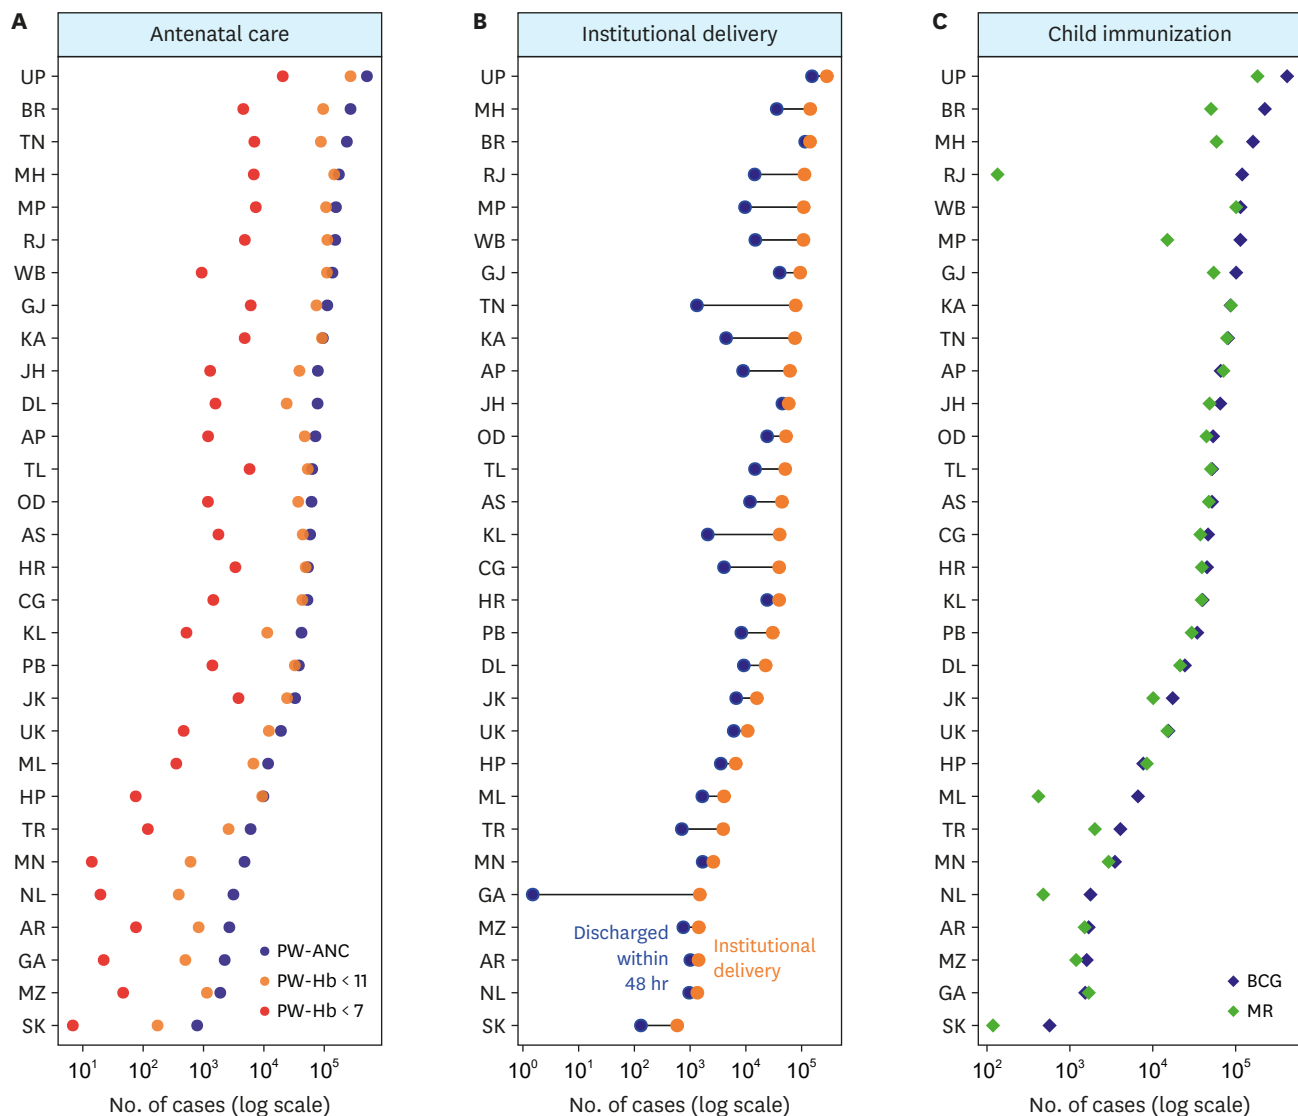 A
Antenatal care
UP
BR
TN
MH
MP
RJ
WB
GJ
KA
JH
DL
AP
TL
OD
AS
HR
CG
KL
PB
JK
UK
ML
HP
TR
MN
NL
AR
GA
MZ
SK
PW-ANC
PW-Hb < 11
PW-Hb < 7
10¹ 10² 10³ 10⁴ 10⁵
No. of cases (log scale)
B
Institutional delivery
UP
MH
BR
RJ
MP
WB
GJ
TN
KA
AP
JH
OD
TL
AS
KL
CG
HR
PB
DL
JK
UK
HP
ML
TR
MN
GA
MZ
AR
NL
SK
Discharged
within
48 hr
Institutional
delivery
10⁰ 10¹ 10² 10³ 10⁴ 10⁵
No. of cases (log scale)
C
Child immunization
UP
BR
MH
RJ
WB
MP
GJ
KA
TN
AP
JH
OD
TL
AS
CG
HR
KL
PB
DL
JK
UK
HP
ML
TR
MN
NL
AR
MZ
GA
SK
BCG
MR
10² 10³ 10⁴ 10⁵
No. of cases (log scale)